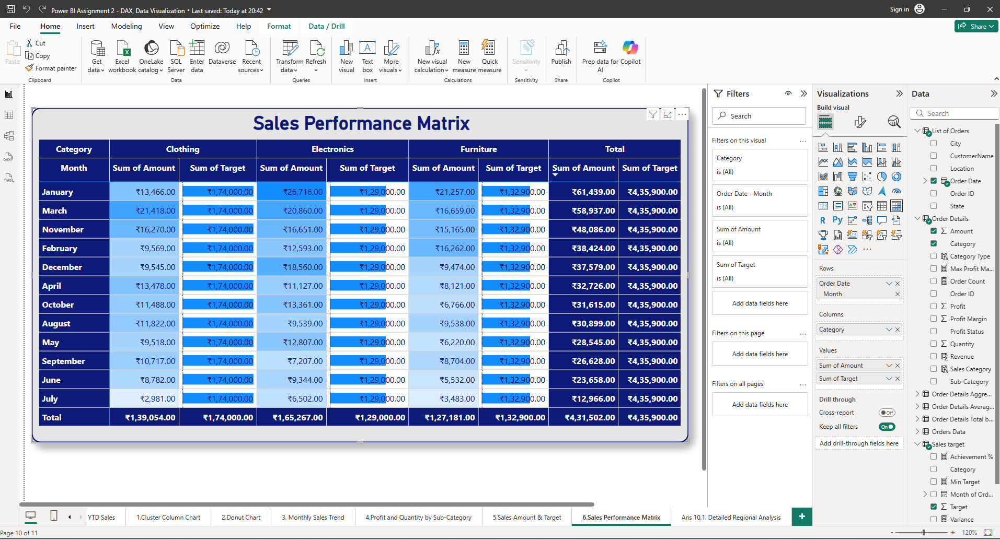 Power BI Assignment 2 - DAX, Data Visualization • Last saved: Today at 20:42
Sign in
File Home Insert Modeling View Optimize Help Format Data / Drill
Share
Paste
Cut
Copy
Format painter
Clipboard
Get data
Excel workbook
OneLake catalog
SQL Server
Enter data
Dataverse
Recent sources
Data
Transform data
Refresh
Queries
New visual
Text box
More visuals
Insert
New visual calculation
New measure
Quick measure
Calculations
Sensitivity
Sensitivity
Publish
Share
Prep data for AI
Copilot
Copilot
Sales Performance Matrix
Category Clothing Electronics Furniture Total
Month Sum of Amount Sum of Target Sum of Amount Sum of Target Sum of Amount Sum of Target Sum of Amount Sum of Target
January ₹13,466.00 ₹1,74,000.00 ₹26,716.00 ₹1,29,000.00 ₹21,257.00 ₹1,32,900.00 ₹61,439.00 ₹4,35,900.00
March ₹21,418.00 ₹1,74,000.00 ₹20,860.00 ₹1,29,000.00 ₹16,659.00 ₹1,32,900.00 ₹58,937.00 ₹4,35,900.00
November ₹16,270.00 ₹1,74,000.00 ₹16,651.00 ₹1,29,000.00 ₹15,165.00 ₹1,32,900.00 ₹48,086.00 ₹4,35,900.00
February ₹9,569.00 ₹1,74,000.00 ₹12,593.00 ₹1,29,000.00 ₹16,262.00 ₹1,32,900.00 ₹38,424.00 ₹4,35,900.00
December ₹9,545.00 ₹1,74,000.00 ₹18,560.00 ₹1,29,000.00 ₹9,474.00 ₹1,32,900.00 ₹37,579.00 ₹4,35,900.00
April ₹13,478.00 ₹1,74,000.00 ₹11,127.00 ₹1,29,000.00 ₹8,121.00 ₹1,32,900.00 ₹32,726.00 ₹4,35,900.00
October ₹11,488.00 ₹1,74,000.00 ₹13,361.00 ₹1,29,000.00 ₹6,766.00 ₹1,32,900.00 ₹31,615.00 ₹4,35,900.00
August ₹11,822.00 ₹1,74,000.00 ₹9,539.00 ₹1,29,000.00 ₹9,538.00 ₹1,32,900.00 ₹30,899.00 ₹4,35,900.00
May ₹9,518.00 ₹1,74,000.00 ₹12,807.00 ₹1,29,000.00 ₹6,220.00 ₹1,32,900.00 ₹28,545.00 ₹4,35,900.00
September ₹10,717.00 ₹1,74,000.00 ₹7,207.00 ₹1,29,000.00 ₹8,704.00 ₹1,32,900.00 ₹26,628.00 ₹4,35,900.00
June ₹8,782.00 ₹1,74,000.00 ₹9,344.00 ₹1,29,000.00 ₹5,532.00 ₹1,32,900.00 ₹23,658.00 ₹4,35,900.00
July ₹2,981.00 ₹1,74,000.00 ₹6,502.00 ₹1,29,000.00 ₹3,483.00 ₹1,32,900.00 ₹12,966.00 ₹4,35,900.00
Total ₹1,39,054.00 ₹1,74,000.00 ₹1,65,267.00 ₹1,29,000.00 ₹1,27,181.00 ₹1,32,900.00 ₹4,31,502.00 ₹4,35,900.00
Filters
Search
Filters on this visual
Category
is (All)
Order Date - Month
is (All)
Sum of Amount
is (All)
Sum of Target
is (All)
Add data fields here
Filters on this page
Add data fields here
Filters on all pages
Add data fields here
Visualizations
Build visual
R Py
Rows
Order Date
Month
Columns
Category
Values
Sum of Amount
Sum of Target
Drill through
Cross-report Off
Keep all filters On
Add drill-through fields here
Data
Search
List of Orders
City
CustomerName
Location
Order Date
Order ID
State
Order Details
Amount
Category
Category Type
Max Profit Ma...
Order Count
Order ID
Profit
Profit Margin
Profit Status
Quantity
Revenue
Sales Category
Sub-Category
Order Details Aggre...
Order Details Averag...
Order Details Total b...
Orders Data
Sales target
Achievement %
Category
Min Target
Month of Ord...
Target
Variance
DAX
TMDL
YTD Sales
1.Cluster Column Chart
2.Donut Chart
3. Monthly Sales Trend
4.Profit and Quantity by Sub-Category
5.Sales Amount & Target
6.Sales Performance Matrix
Ans 10.1. Detailed Regional Analysis
Page 10 of 11
- + 120%